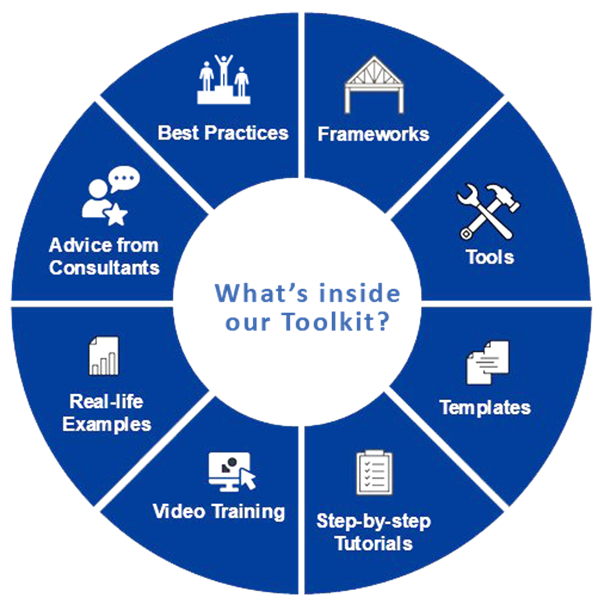 What's inside
our Toolkit?
Frameworks
Tools
Templates
Step-by-step
Tutorials
Video Training
Real-life
Examples
Advice from
Consultants
Best Practices